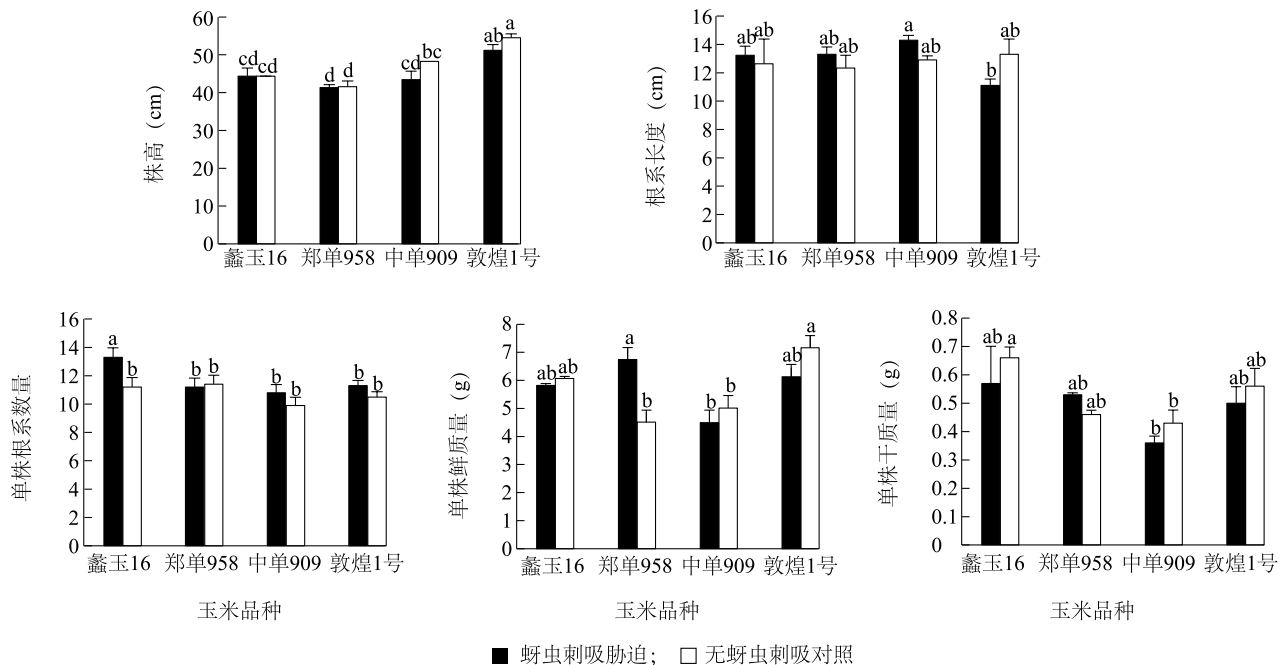 株高（cm）
60
50
40
30
20
10
0
cd cd d d cd bc ab a
蠡玉16 郑单958 中单909 敦煌1号
根系长度（cm）
16
14
12
10
8
6
4
2
0
ab ab ab ab a ab b ab
蠡玉16 郑单958 中单909 敦煌1号
单株根系数量
16
14
12
10
8
6
4
2
0
a b b b b b b b
蠡玉16 郑单958 中单909 敦煌1号
玉米品种
单株鲜质量（g）
8
7
6
5
4
3
2
1
0
ab ab a b b b ab a
蠡玉16 郑单958 中单909 敦煌1号
玉米品种
单株干质量（g）
0.8
0.7
0.6
0.5
0.4
0.3
0.2
0.1
0
ab a ab ab b b ab ab
蠡玉16 郑单958 中单909 敦煌1号
玉米品种
蚜虫刺吸胁迫； 无蚜虫刺吸对照